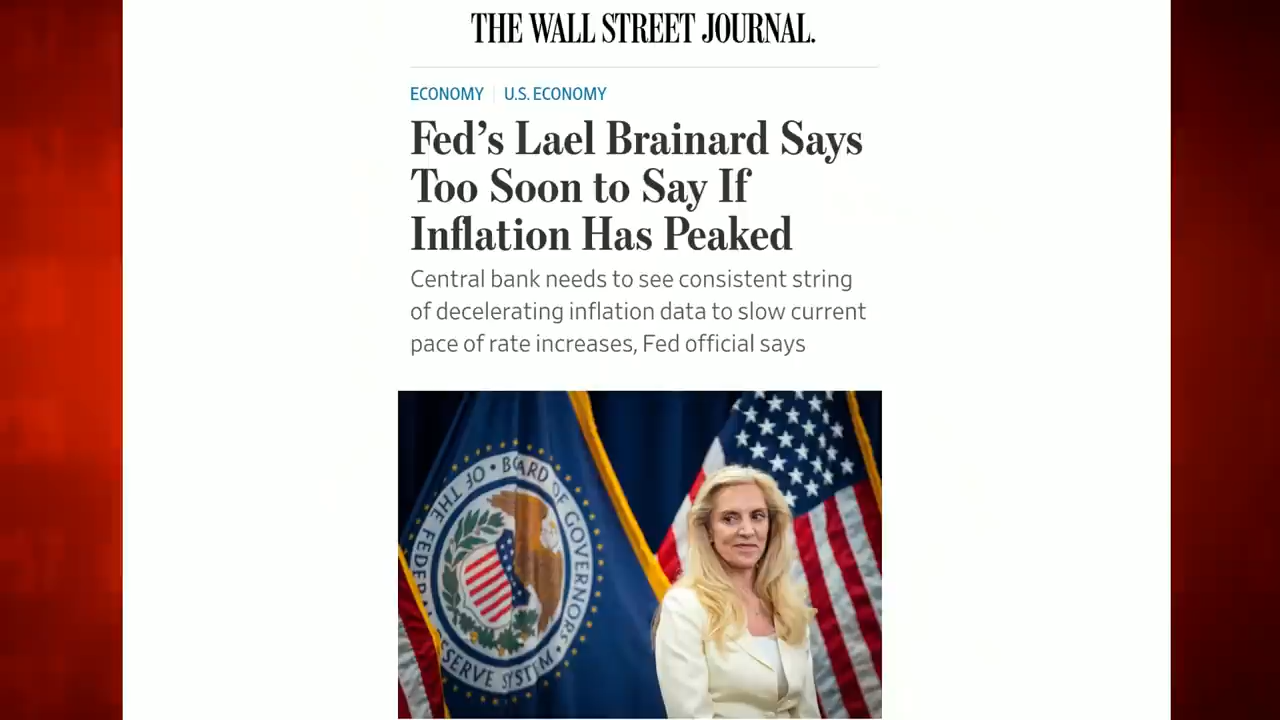 THE WALL STREET JOURNAL.
ECONOMY | U.S. ECONOMY
Fed’s Lael Brainard Says
Too Soon to Say If
Inflation Has Peaked
Central bank needs to see consistent string
of decelerating inflation data to slow current
pace of rate increases, Fed official says
BOARD OF GOVERNORS
OF THE FEDERAL RESERVE SYSTEM